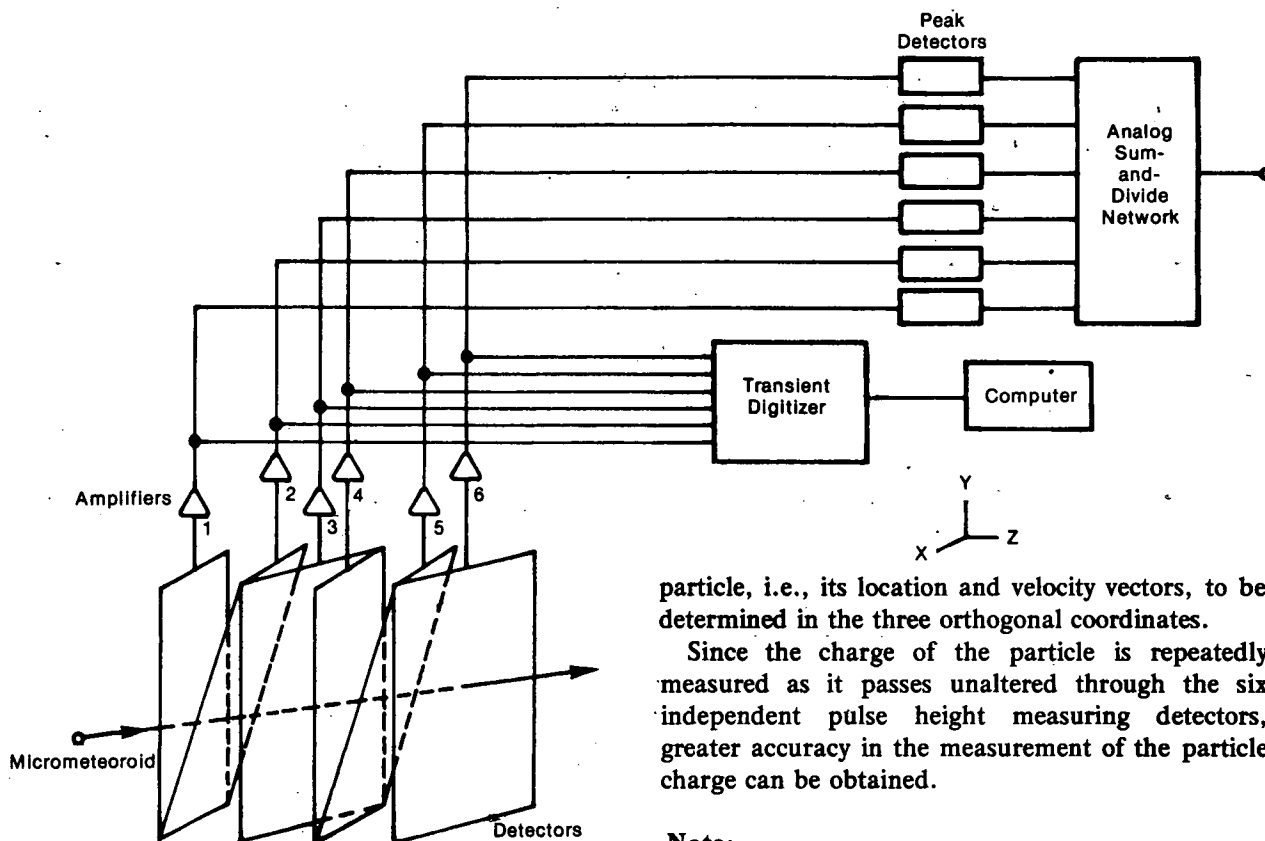 Peak
Detectors
Analog
Sum-
and-
Divide
Network
Transient
Digitizer
Computer
Amplifiers
1
2
3
4
5
6
Y
X
Z
Micrometeoroid
Detectors
particle, i.e., its location and velocity vectors, to be
determined in the three orthogonal coordinates.
Since the charge of the particle is repeatedly
measured as it passes unaltered through the six
independent pulse height measuring detectors,
greater accuracy in the measurement of the particle
charge can be obtained.